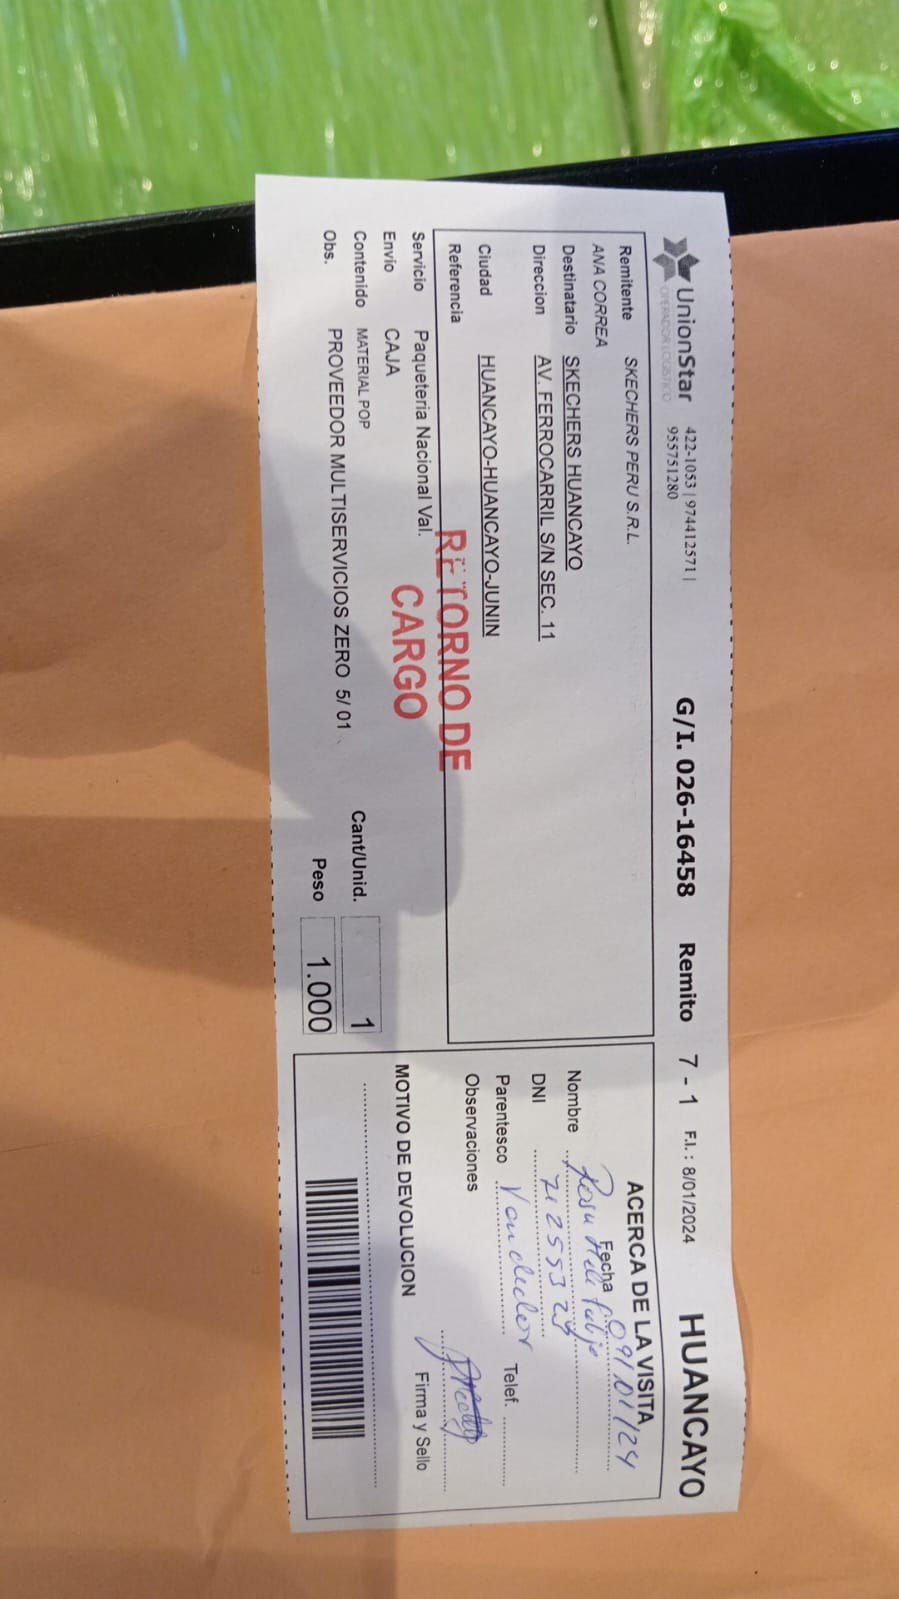 UnionStar
OPERADOR LOGISTICO
422-1053 | 974412571 |
955751280
G/I. 026-16458 Remito 7 - 1 F.I. : 8/01/2024 HUANCAYO
Remitente SKECHERS PERU S.R.L.
ANA CORREA
Destinatario SKECHERS HUANCAYO
Direccion AV. FERROCARRIL S/N SEC. 11
Ciudad HUANCAYO-HUANCAYO-JUNIN
Referencia
RETORNO DE
CARGO
Servicio Paqueteria Nacional Val.
Envio CAJA
Contenido MATERIAL POP
Obs. PROVEEDOR MULTISERVICIOS ZERO 5/ 01
Cant/Unid. 1
Peso 1.000
ACERCA DE LA VISITA
Fecha 09/01/24
Nombre Rosa
DNI
Parentesco Vendedor Telef.
Observaciones
Firma y Sello
MOTIVO DE DEVOLUCION